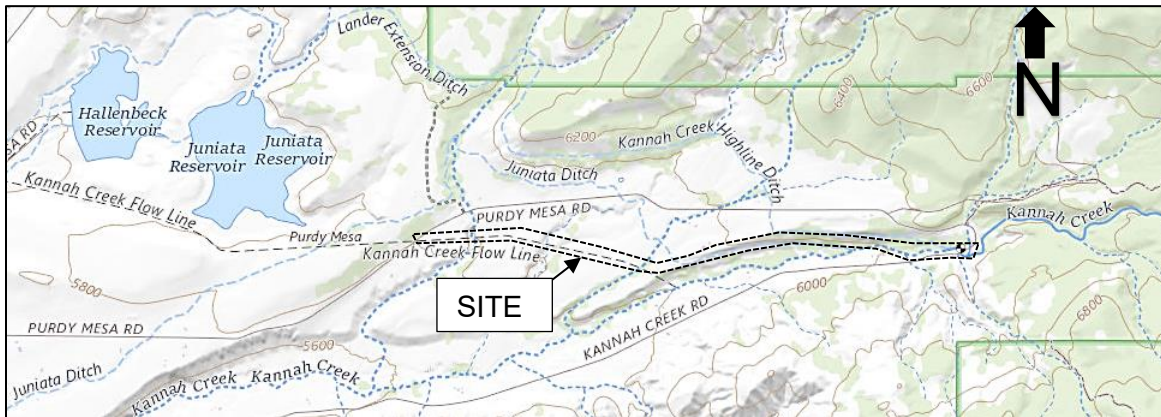 Lander Extension Ditch
N
6600
6400
Hallenbeck
Reservoir
Juniata
Reservoir
Juniata
Reservoir
6200
Kannah Creek Highline Ditch
SA RD
Juniata Ditch
Kannah Creek Flow Line
PURDY MESA RD
Kannah Creek
Purdy Mesa
Kannah Creek Flow Line
5800
SITE
6000
6800
KANNAH CREEK RD
PURDY MESA RD
5600
Juniata Ditch
Kannah Creek
Kannah Creek